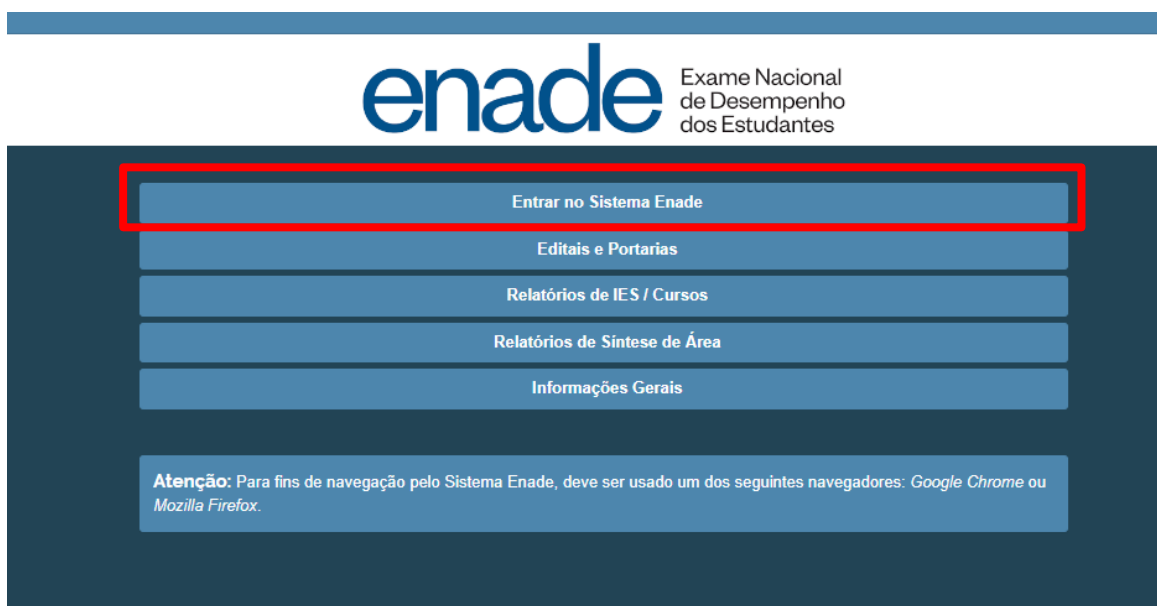 enade
Exame Nacional
de Desempenho
dos Estudantes
Entrar no Sistema Enade
Editais e Portarias
Relatórios de IES / Cursos
Relatórios de Síntese de Área
Informações Gerais
Atenção: Para fins de navegação pelo Sistema Enade, deve ser usado um dos seguintes navegadores: Google Chrome ou
Mozilla Firefox.